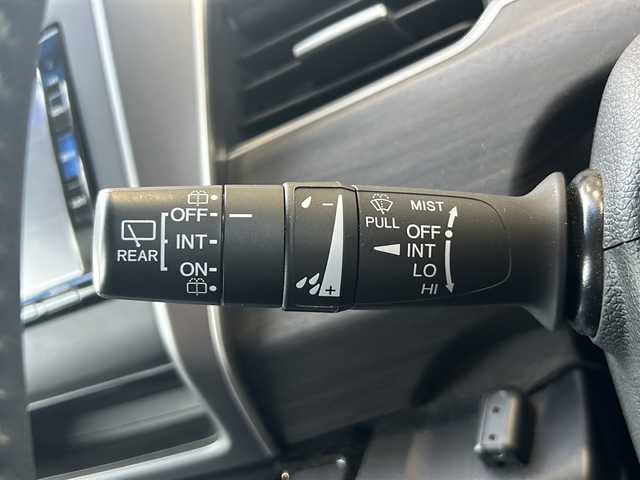 REAR
OFF
INT
ON
−
+
PULL
MIST
OFF
INT
LO
HI